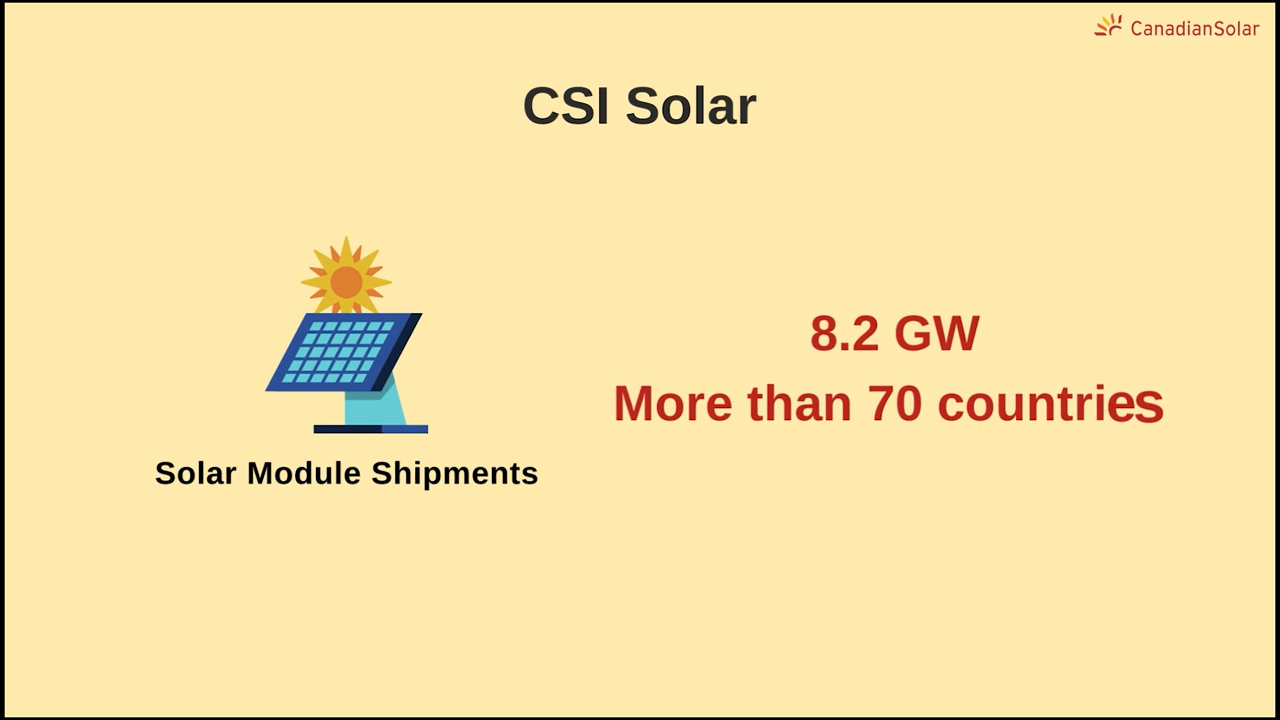 CanadianSolar
CSI Solar
8.2 GW
More than 70 countries
Solar Module Shipments